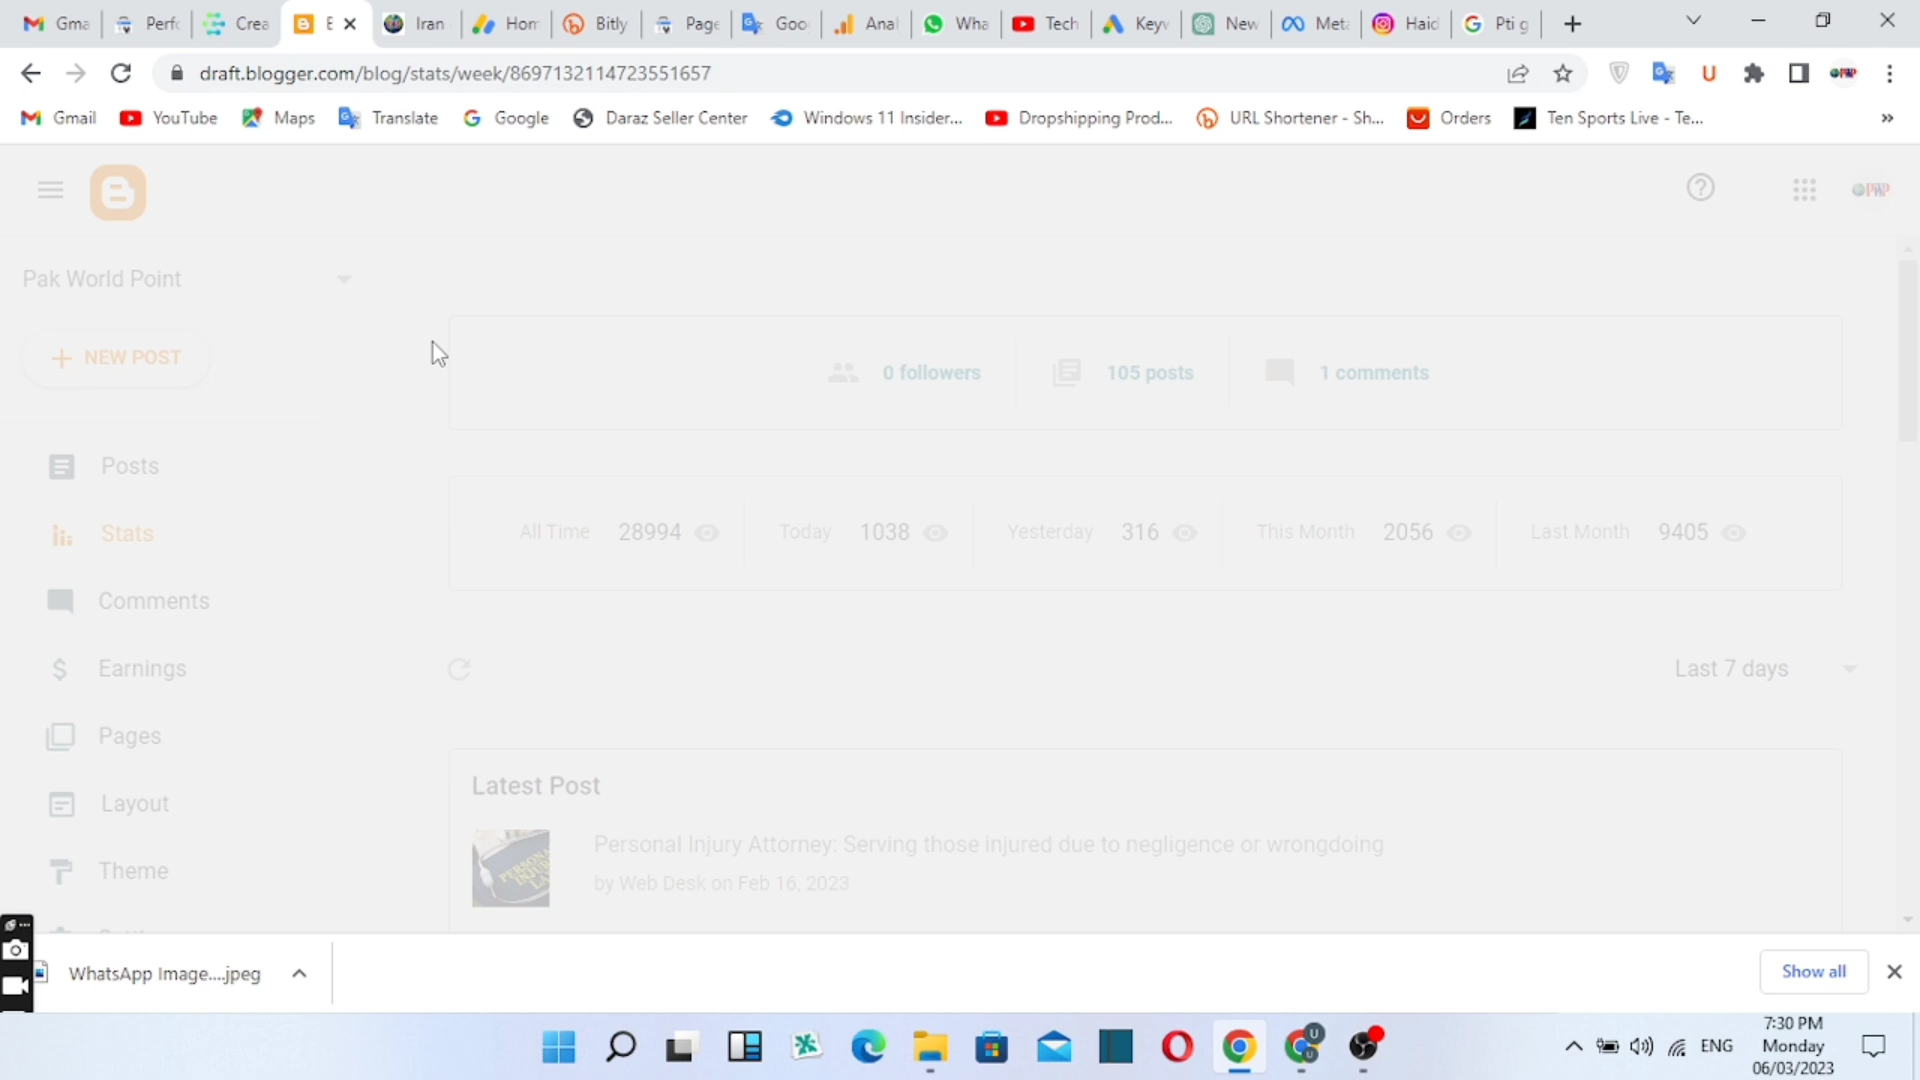 Gma
Perfo
Crea
E
Iran
Hom
Bitly
Page
Goo
Anal
Wha
Tech
Keyv
New
Meta
Haid
Pti g
draft.blogger.com/blog/stats/week/8697132114723551657
Gmail
YouTube
Maps
Translate
Google
Daraz Seller Center
Windows 11 Insider...
Dropshipping Prod...
URL Shortener - Sh...
Orders
Ten Sports Live - Te...
PWP
Pak World Point
NEW POST
0 followers
105 posts
1 comments
Posts
Stats
Comments
Earnings
Pages
Layout
Theme
All Time 28994
Today 1038
Yesterday 316
This Month 2056
Last Month 9405
Last 7 days
Latest Post
Personal Injury Attorney: Serving those injured due to negligence or wrongdoing
by Web Desk on Feb 16, 2023
WhatsApp Image....jpeg
Show all
ENG
7:30 PM
Monday
06/03/2023